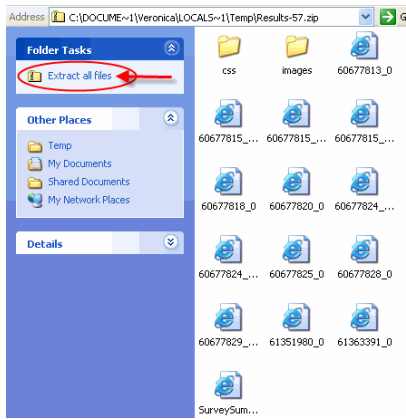 Address C:\DOCUME~1\Veronica\LOCALS~1\Temp\Results-57.zip G
Folder Tasks
Extract all files
Other Places
Temp
My Documents
Shared Documents
My Network Places
Details
css images 60677813_0
60677815_... 60677815_... 60677815_...
60677818_0 60677820_0 60677824_...
60677824_... 60677825_0 60677828_0
60677829_... 61351980_0 61363391_0
SurveySum...